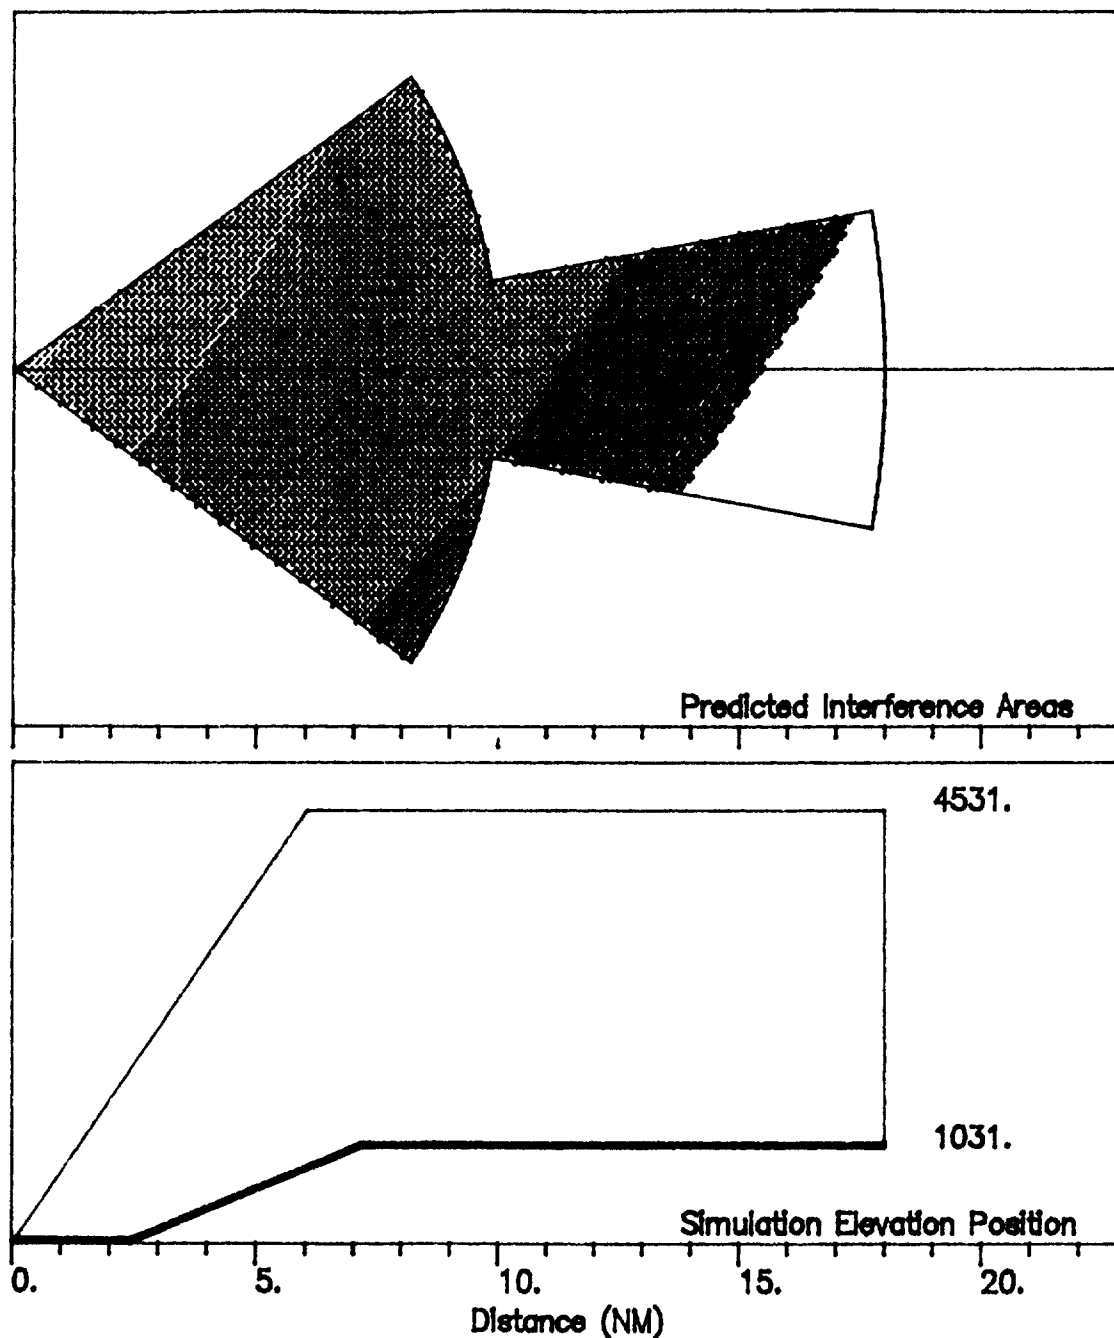 Predicted Interference Areas
4531.
1031.
Simulation Elevation Position
0. 5. 10. 15. 20.
Distance (NM)